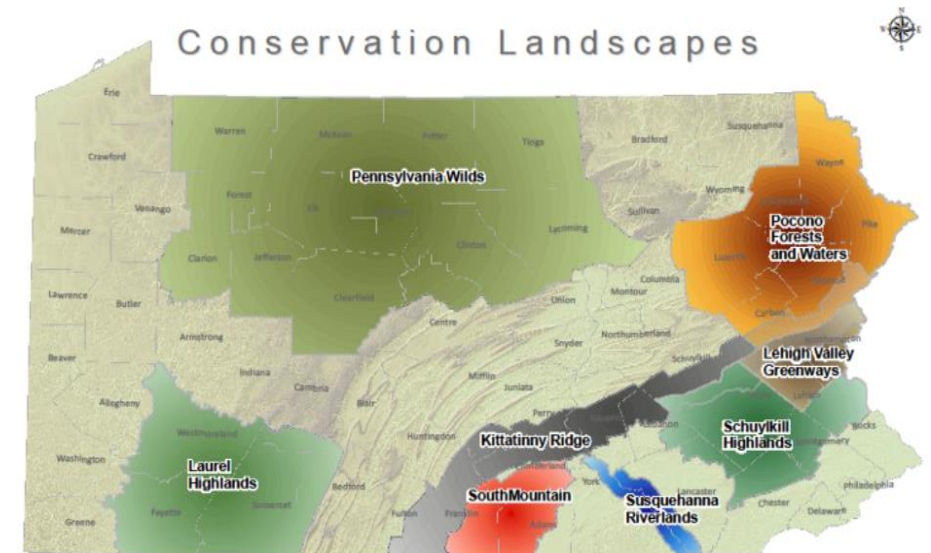 Conservation Landscapes
N
W
E
S
Erie
Warren
McKean
Potter
Tioga
Bradford
Susquehanna
Crawford
Wayne
Pennsylvania Wilds
Forest
Elk
Wyoming
Venango
Sullivan
Mercer
Lycoming
Pocono
Forests
and Waters
Pike
Clarion
Jefferson
Clinton
Luzerne
Columbia
Montour
Lawrence
Butler
Clearfield
Union
Carbon
Centre
Armstrong
Snyder
Northumberland
Beaver
Schuylkill
Lehigh Valley
Greenways
Indiana
Mifflin
Juniata
Cambria
Lehigh
Allegheny
Blair
Perry
Lebanon
Schuylkill
Highlands
Bucks
Westmoreland
Huntingdon
Kittatinny Ridge
Montgomery
Washington
Laurel
Highlands
Bedford
Cumberland
York
Lancaster
Philadelphia
SouthMountain
Susquehanna
Riverlands
Chester
Delaware
Greene
Fayette
Somerset
Fulton
Franklin
Adams